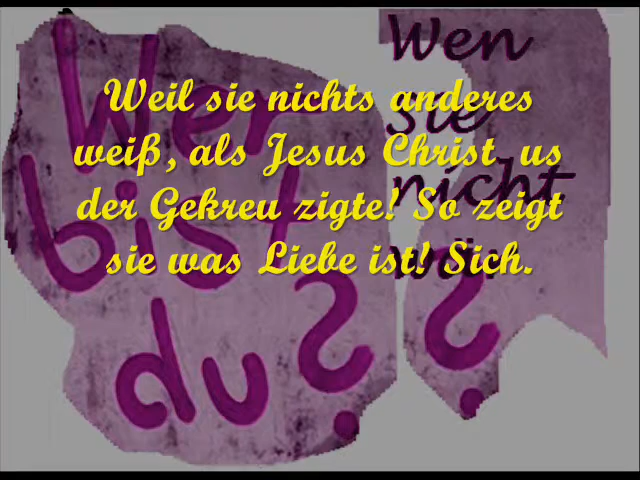 Weil sie nichts anderes
weiß, als Jesus Christ us
der Gekreu zigte! So zeigt
sie was Liebe ist! Sich.
Wer
bist
du?
Wen
sie
nicht
?